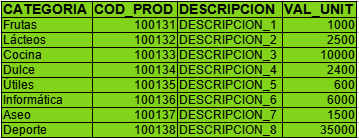 CATEGORIA COD_PROD DESCRIPCION VAL_UNIT
Frutas 100131 DESCRIPCION_1 1000
Lácteos 100132 DESCRIPCION_2 2500
Cocina 100133 DESCRIPCION_3 10000
Dulce 100134 DESCRIPCION_4 2400
Útiles 100135 DESCRIPCION_5 600
Informática 100136 DESCRIPCION_6 6000
Aseo 100137 DESCRIPCION_7 1500
Deporte 100138 DESCRIPCION_8 35000